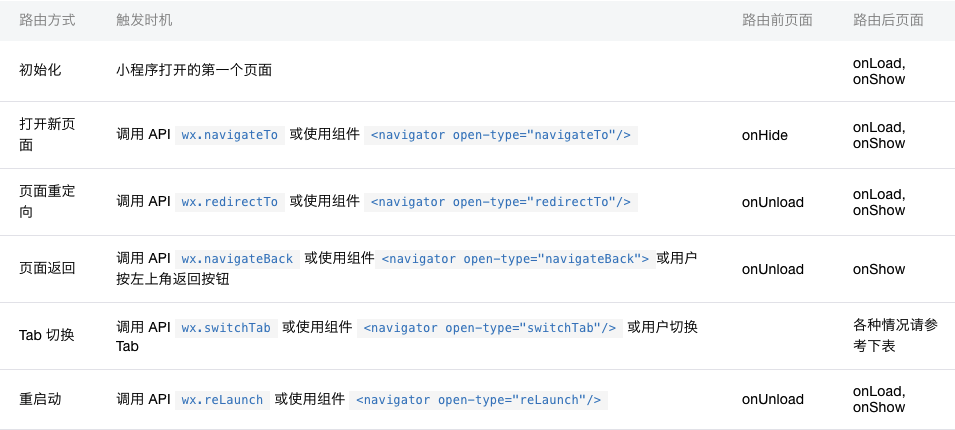 路由方式 触发时机 路由前页面 路由后页面
初始化 小程序打开的第一个页面 onLoad,
onShow
打开新页
面 调用 API wx.navigateTo 或使用组件 <navigator open-type="navigateTo"/> onHide onLoad,
onShow
页面重定
向 调用 API wx.redirectTo 或使用组件 <navigator open-type="redirectTo"/> onUnload onLoad,
onShow
页面返回 调用 API wx.navigateBack 或使用组件 <navigator open-type="navigateBack"> 或用户
按左上角返回按钮 onUnload onShow
Tab 切换 调用 API wx.switchTab 或使用组件 <navigator open-type="switchTab"/> 或用户切换
Tab 各种情况请参
考下表
重启动 调用 API wx.reLaunch 或使用组件 <navigator open-type="reLaunch"/> onUnload onLoad,
onShow